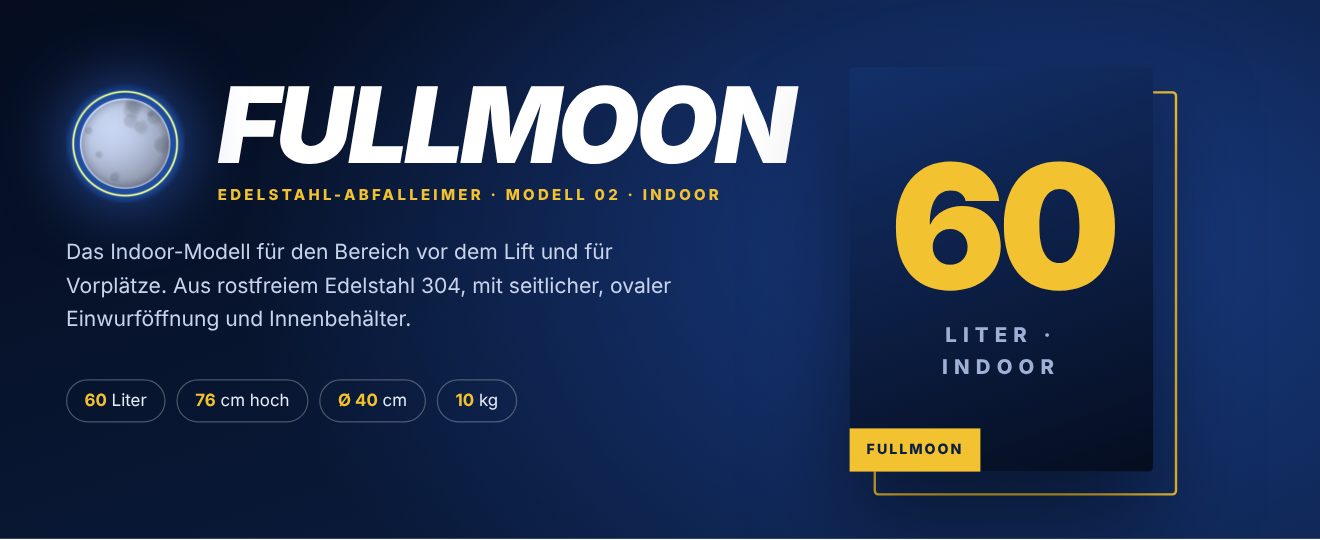 FULLMOON
EDELSTAHL-ABFALLEIMER · MODELL 02 · INDOOR
Das Indoor-Modell für den Bereich vor dem Lift und für
Vorplätze. Aus rostfreiem Edelstahl 304, mit seitlicher, ovaler
Einwurföffnung und Innenbehälter.
60 Liter
76 cm hoch
Ø 40 cm
10 kg
60
LITER ·
INDOOR
FULLMOON